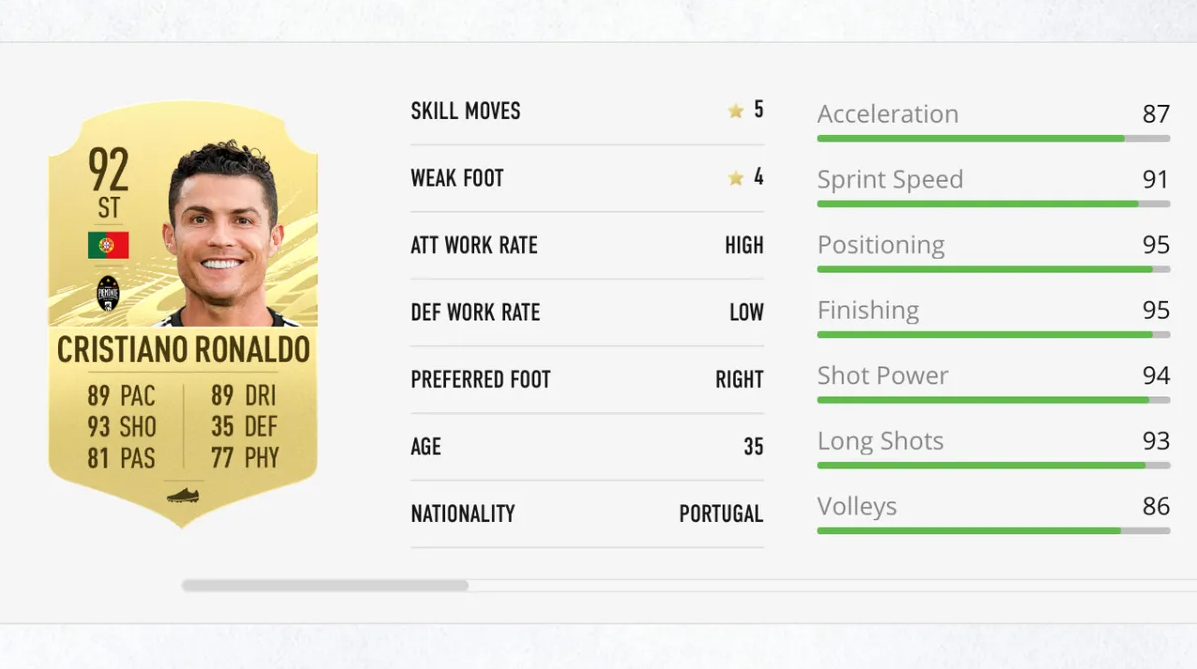 92
ST
CRISTIANO RONALDO
89 PAC
89 DRI
93 SHO
35 DEF
81 PAS
77 PHY
SKILL MOVES 5
WEAK FOOT 4
ATT WORK RATE HIGH
DEF WORK RATE LOW
PREFERRED FOOT RIGHT
AGE 35
NATIONALITY PORTUGAL
Acceleration 87
Sprint Speed 91
Positioning 95
Finishing 95
Shot Power 94
Long Shots 93
Volleys 86